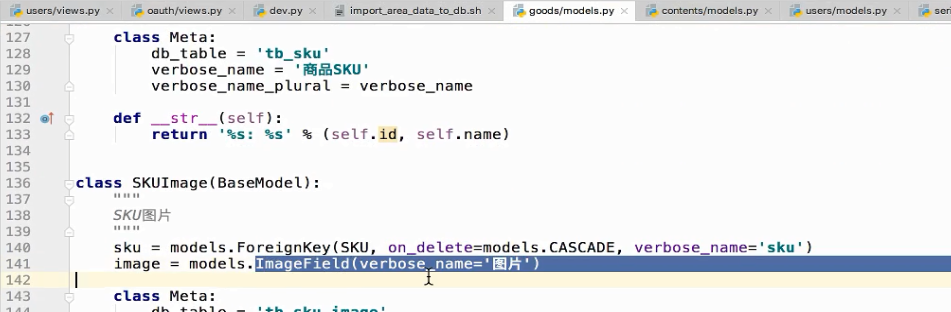 users/views.py × oauth/views.py × dev.py × import_area_data_to_db.sh × goods/models.py × contents/models.py × users/models.py ×
127 class Meta:
128 db_table = 'tb_sku'
129 verbose_name = '商品SKU'
130 verbose_name_plural = verbose_name
131
132 def __str__(self):
133 return '%s: %s' % (self.id, self.name)
134
135
136 class SKUImage(BaseModel):
137 """
138 SKU图片
139 """
140 sku = models.ForeignKey(SKU, on_delete=models.CASCADE, verbose_name='sku')
141 image = models.ImageField(verbose_name='图片')
142
143 class Meta:
144 db_table = 'tb_sku_image'